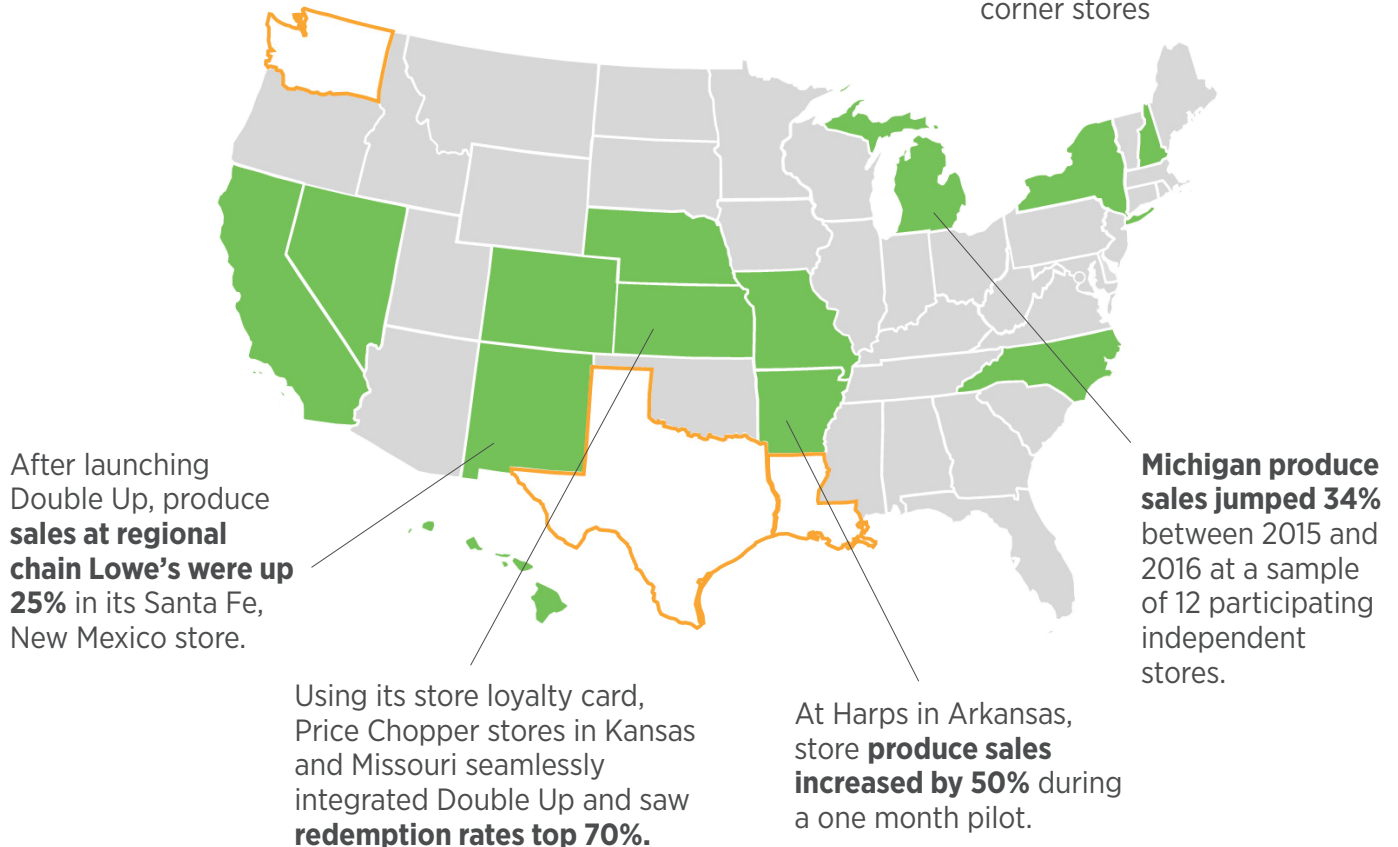 corner stores
After launching
Double Up, produce
sales at regional
chain Lowe's were up
25% in its Santa Fe,
New Mexico store.
Using its store loyalty card,
Price Chopper stores in Kansas
and Missouri seamlessly
integrated Double Up and saw
redemption rates top 70%.
At Harps in Arkansas,
store produce sales
increased by 50% during
a one month pilot.
Michigan produce
sales jumped 34%
between 2015 and
2016 at a sample
of 12 participating
independent
stores.